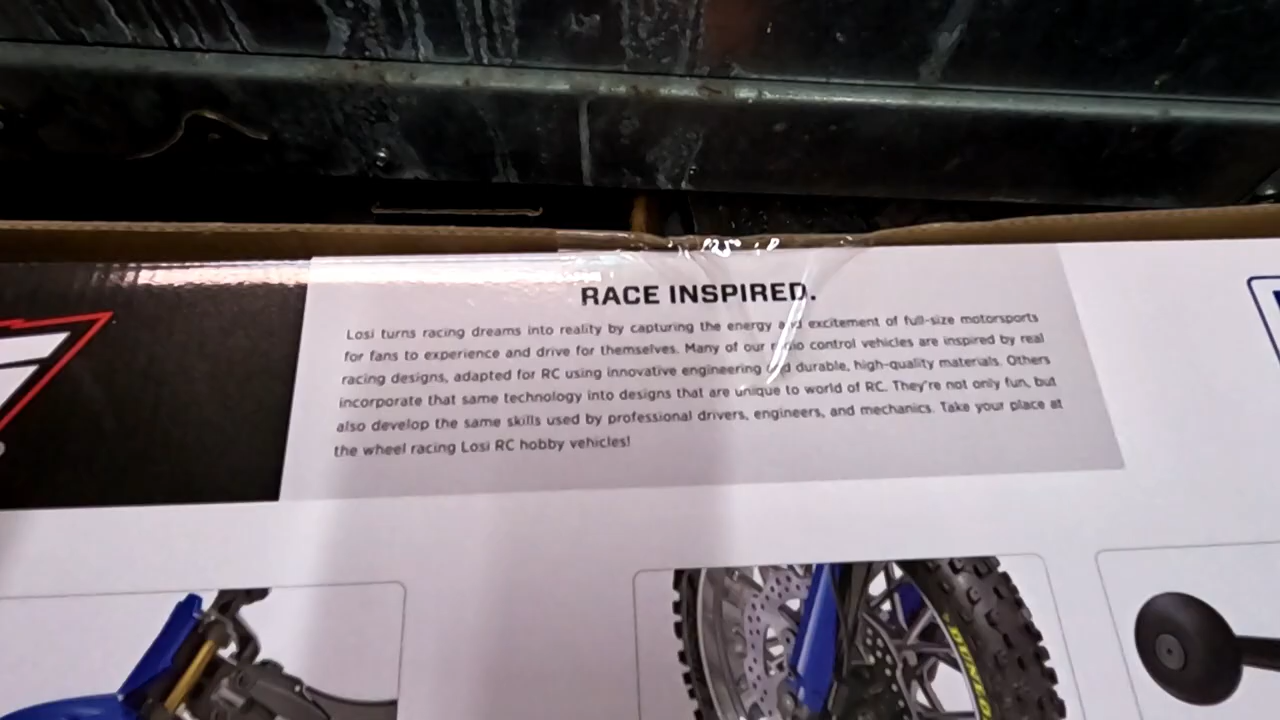 RACE INSPIRED.
Losi turns racing dreams into reality by capturing the energy and excitement of full-size motorsports
for fans to experience and drive for themselves. Many of our radio control vehicles are inspired by real
racing designs, adapted for RC using innovative engineering and durable, high-quality materials. Others
incorporate that same technology into designs that are unique to world of RC. They're not only fun, but
also develop the same skills used by professional drivers, engineers, and mechanics. Take your place at
the wheel racing Losi RC hobby vehicles!